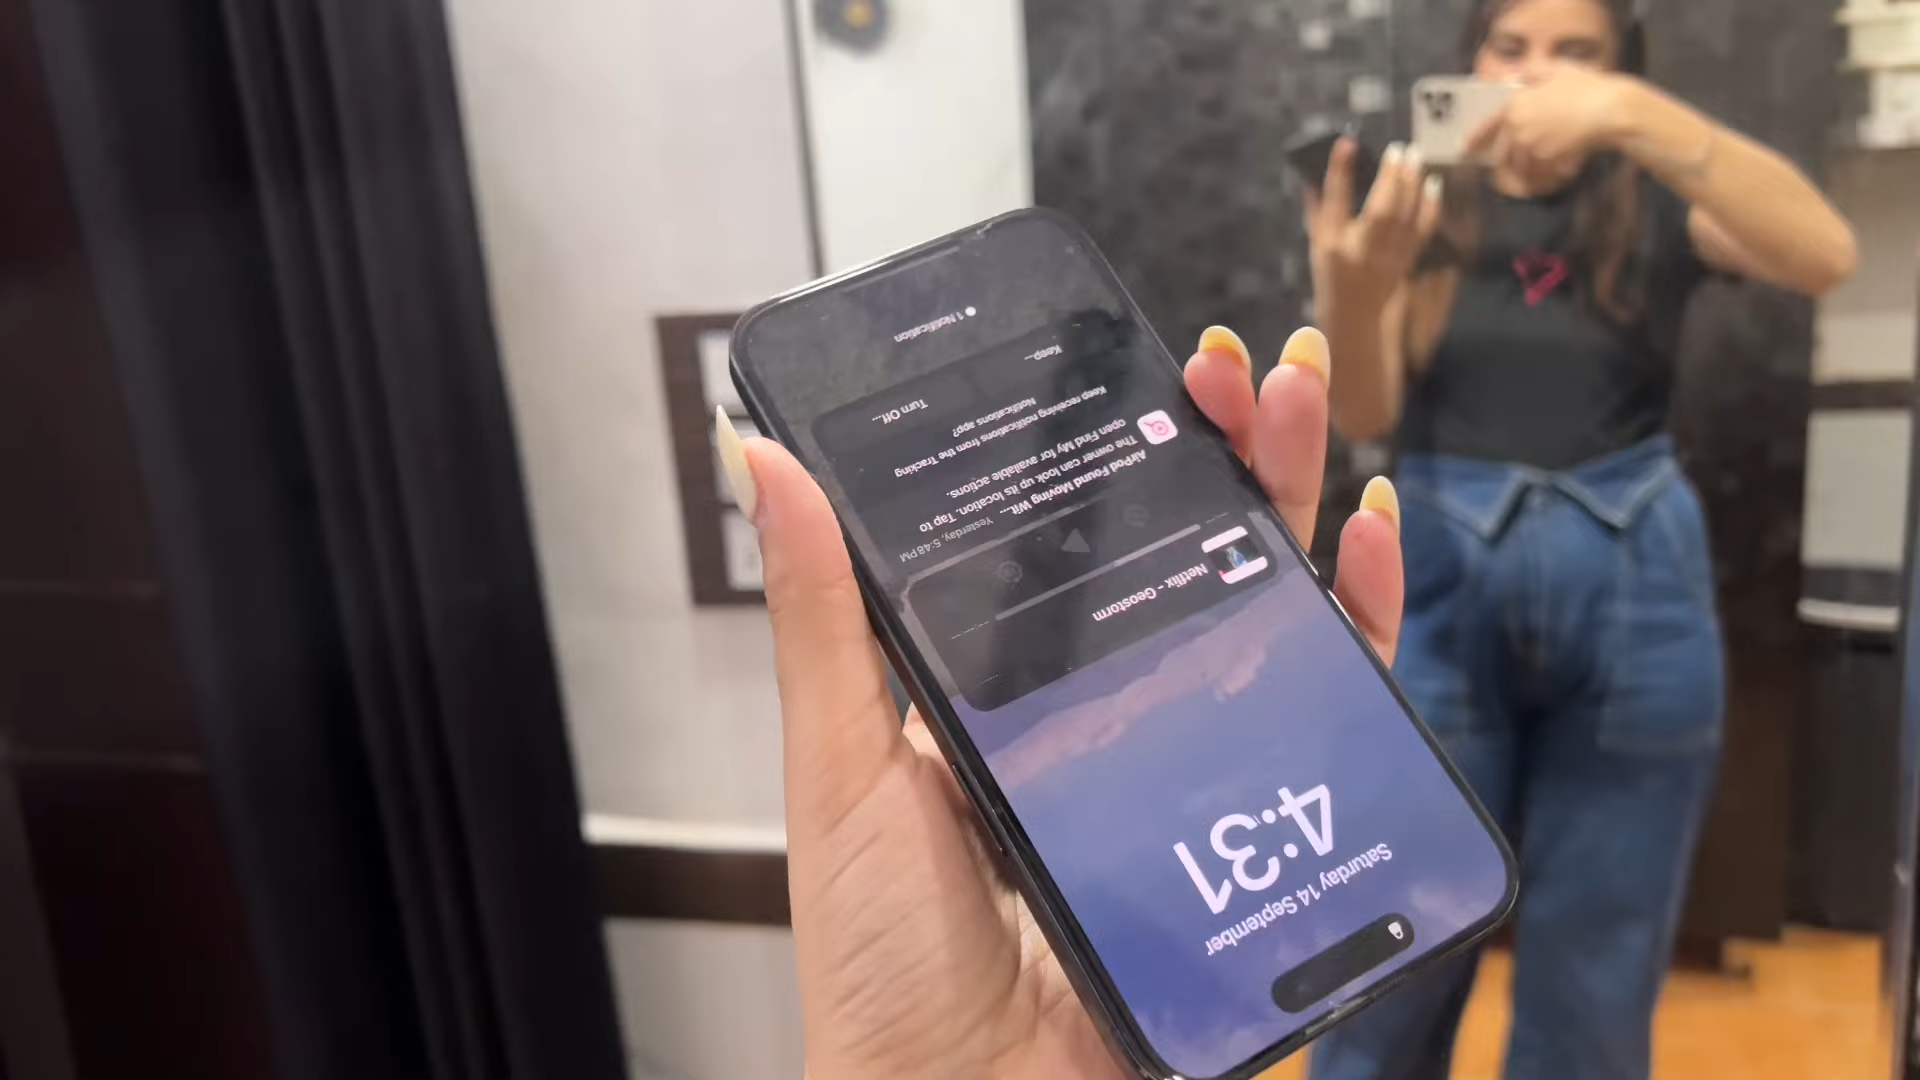 Saturday 14 September
4:31
Netflix - Geostorm
Yesterday, 5:48 PM
AirPod Found Moving Wit...
The owner can look up its location. Tap to
open Find My for available actions.
Keep receiving notifications from the Tracking
Notifications app?
Keep...
Turn Off...
1 Notification